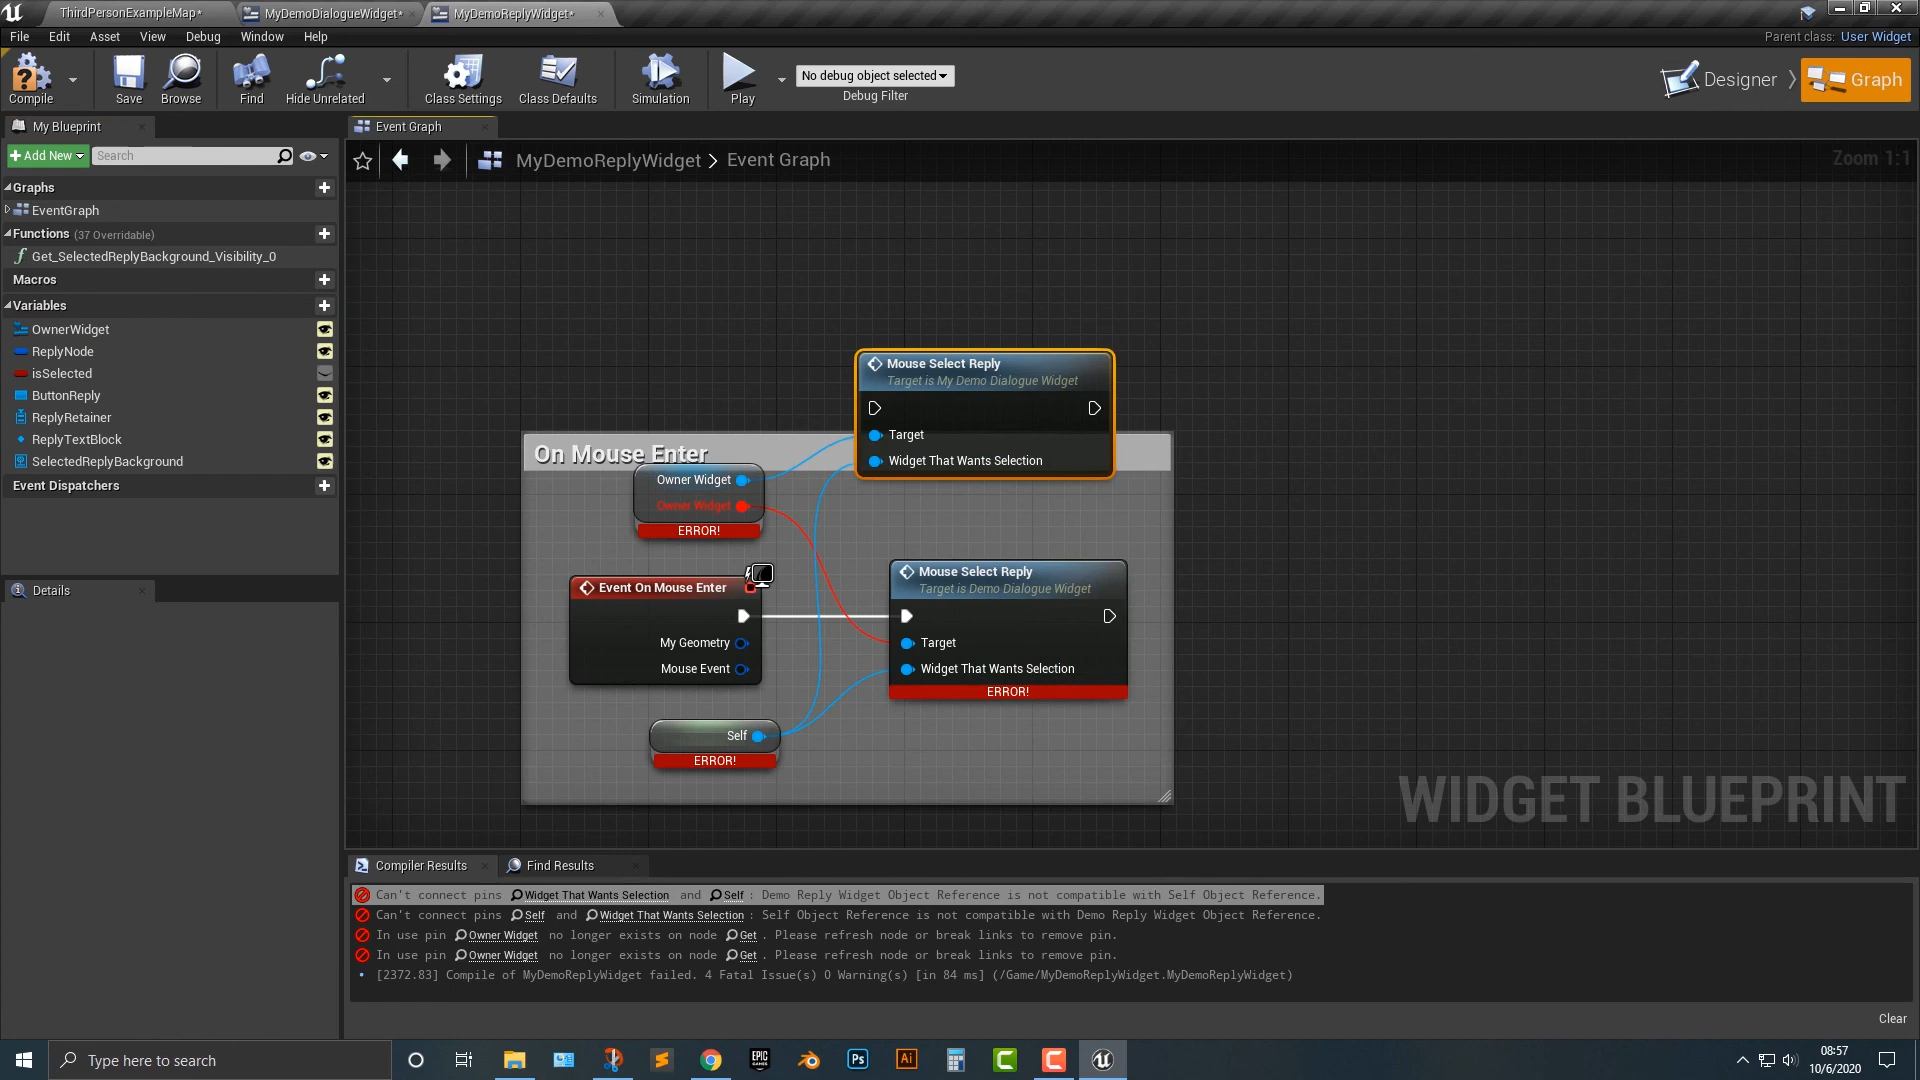 ThirdPersonExampleMap*
MyDemoDialogueWidget*
MyDemoReplyWidget*
File Edit Asset View Debug Window Help
Parent class: User Widget
Compile
Save
Browse
Find
Hide Unrelated
Class Settings
Class Defaults
Simulation
Play
No debug object selected
Debug Filter
Designer
Graph
My Blueprint
Event Graph
Add New
Search
MyDemoReplyWidget > Event Graph
Zoom 1:1
Graphs
EventGraph
Functions (37 Overridable)
Get_SelectedReplyBackground_Visibility_0
Macros
Variables
OwnerWidget
ReplyNode
isSelected
ButtonReply
ReplyRetainer
ReplyTextBlock
SelectedReplyBackground
Event Dispatchers
Details
Mouse Select Reply
Target is My Demo Dialogue Widget
Target
Widget That Wants Selection
On Mouse Enter
Owner Widget
Owner Widget
ERROR!
Event On Mouse Enter
My Geometry
Mouse Event
Mouse Select Reply
Target is Demo Dialogue Widget
Target
Widget That Wants Selection
ERROR!
Self
ERROR!
WIDGET BLUEPRINT
Compiler Results
Find Results
Can't connect pins Widget That Wants Selection and Self : Demo Reply Widget Object Reference is not compatible with Self Object Reference.
Can't connect pins Self and Widget That Wants Selection : Self Object Reference is not compatible with Demo Reply Widget Object Reference.
In use pin Owner Widget no longer exists on node Get . Please refresh node or break links to remove pin.
In use pin Owner Widget no longer exists on node Get . Please refresh node or break links to remove pin.
[2372.83] Compile of MyDemoReplyWidget failed. 4 Fatal Issue(s) 0 Warning(s) [in 84 ms] (/Game/MyDemoReplyWidget.MyDemoReplyWidget)
Clear
Type here to search
EPIC GAMES
Ps
Ai
08:57
10/6/2020